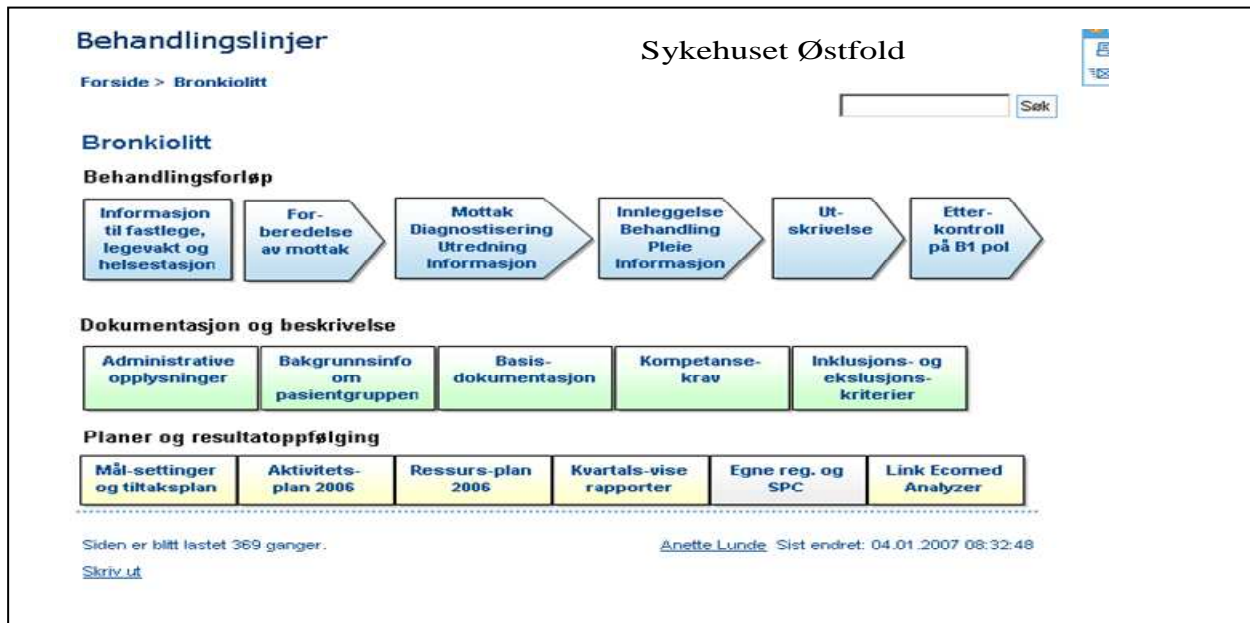 Behandlingslinjer
Sykehuset Østfold
Forside > Bronkiolitt
Søk
Bronkiolitt
Behandlingsforløp
Informasjon
til fastlege,
legevakt og
helsestasjon
For-
beredelse
av mottak
Mottak
Diagnostisering
Utredning
Informasjon
Innleggelse
Behandling
Pleie
Informasjon
Ut-
skrivelse
Etter-
kontroll
på B1 pol
Dokumentasjon og beskrivelse
Administrative
opplysninger
Bakgrunnsinfo
om
pasientgruppen
Basis-
dokumentasjon
Kompetanse-
krav
Inklusjons- og
ekslusjons-
kriterier
Planer og resultatoppfølging
Mål-settinger
og tiltaksplan
Aktivitets-
plan 2006
Ressurs-plan
2006
Kvartals-vise
rapporter
Egne reg. og
SPC
Link Ecomed
Analyzer
Siden er blitt lastet 369 ganger.
Anette Lunde Sist endret: 04.01.2007 08:32:48
Skriv ut